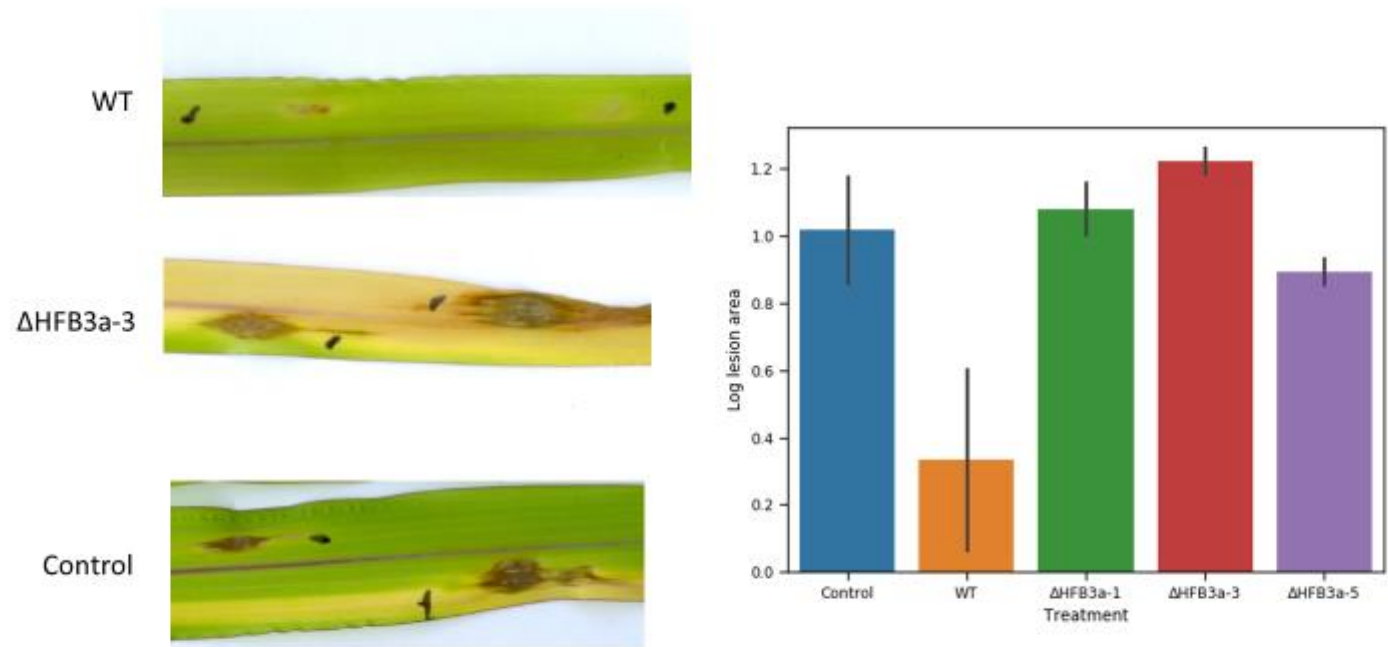 WT
ΔHFB3a-3
Control
Log lesion area
1.2
1.0
0.8
0.6
0.4
0.2
0.0
Control WT ΔHFB3a-1 ΔHFB3a-3 ΔHFB3a-5
Treatment